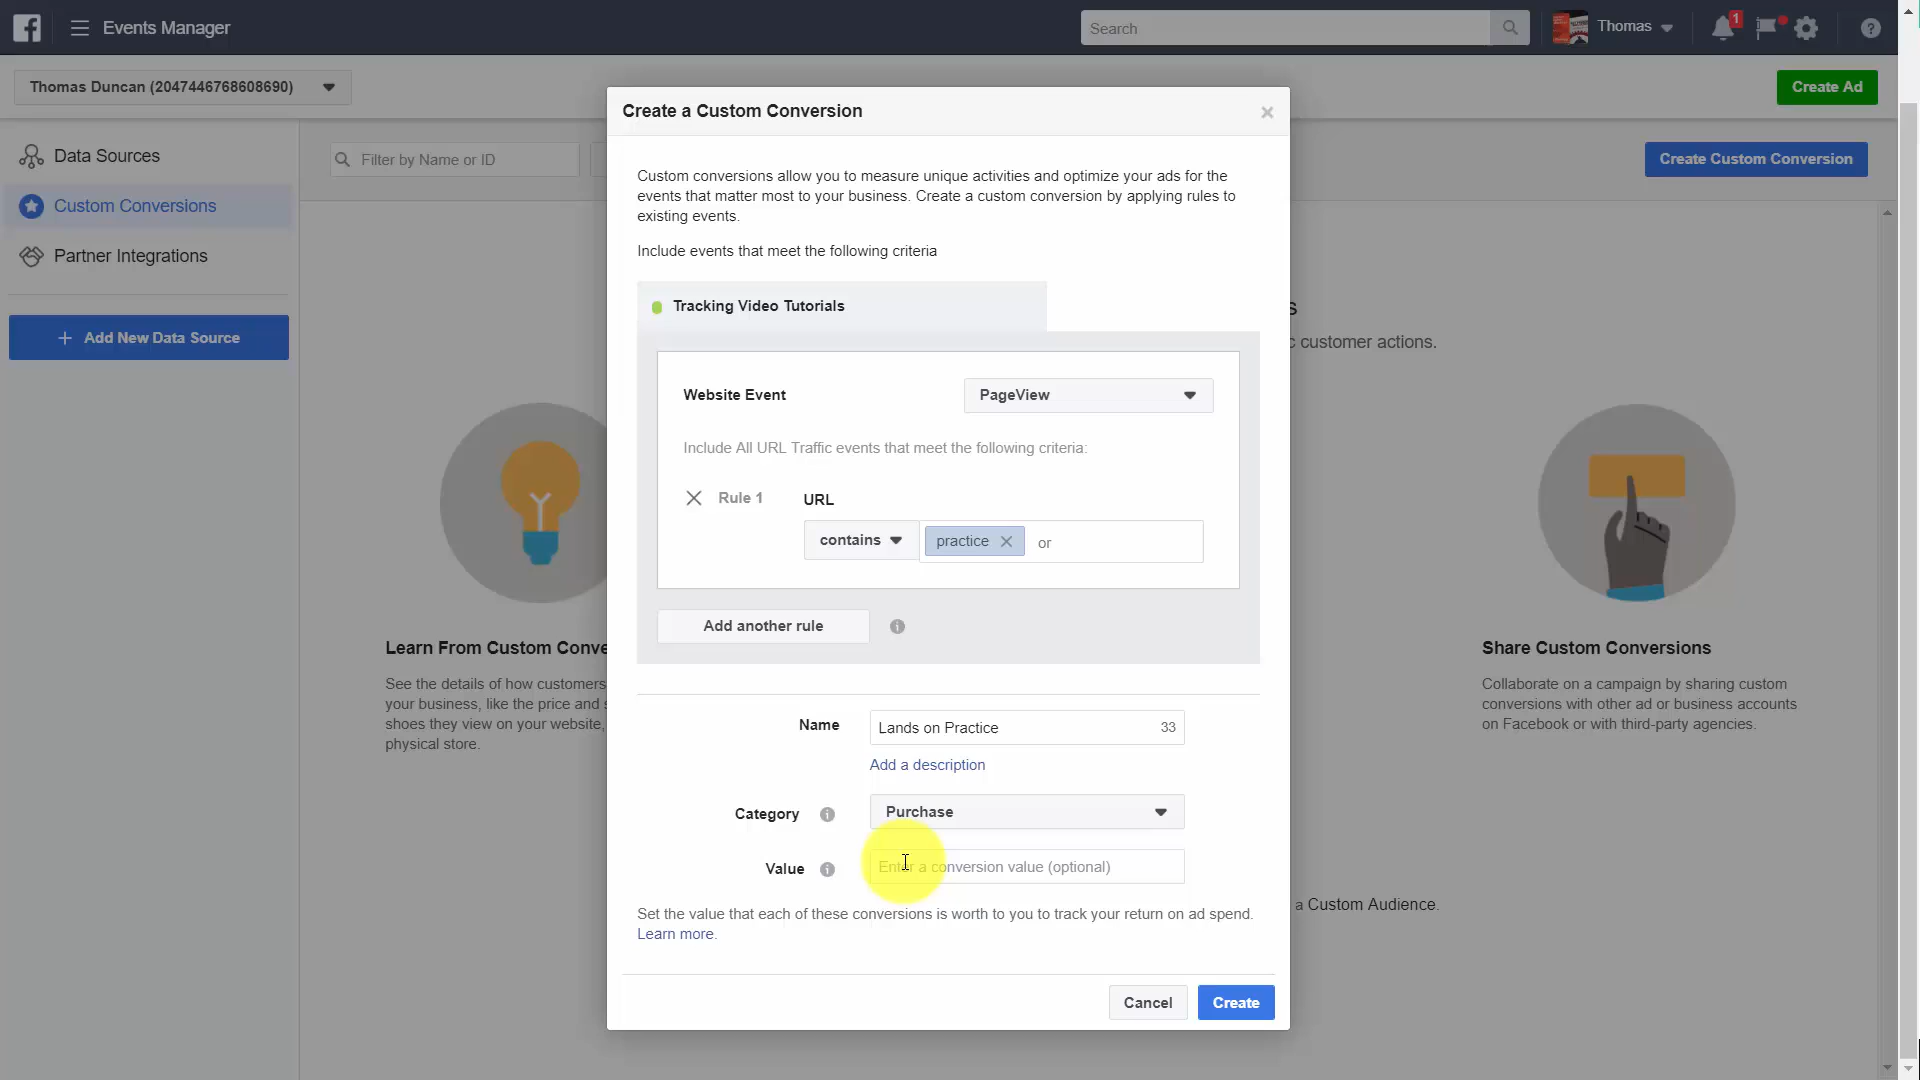 Events Manager
Search
Thomas
1
Thomas Duncan (2047446768608690)
Create Ad
Create a Custom Conversion
Data Sources
Filter by Name or ID
Create Custom Conversion
Custom conversions allow you to measure unique activities and optimize your ads for the
events that matter most to your business. Create a custom conversion by applying rules to
existing events.
Custom Conversions
Include events that meet the following criteria
Partner Integrations
Tracking Video Tutorials
s
+ Add New Data Source
c customer actions.
Website Event
PageView
Include All URL Traffic events that meet the following criteria:
Rule 1
URL
contains
practice
or
Add another rule
Learn From Custom Conve
See the details of how customers
your business, like the price and s
shoes they view on your website,
physical store.
Share Custom Conversions
Collaborate on a campaign by sharing custom
conversions with other ad or business accounts
on Facebook or with third-party agencies.
Name
Lands on Practice
33
Add a description
Category
Purchase
Value
Enter a conversion value (optional)
a Custom Audience.
Set the value that each of these conversions is worth to you to track your return on ad spend.
Learn more.
Cancel
Create